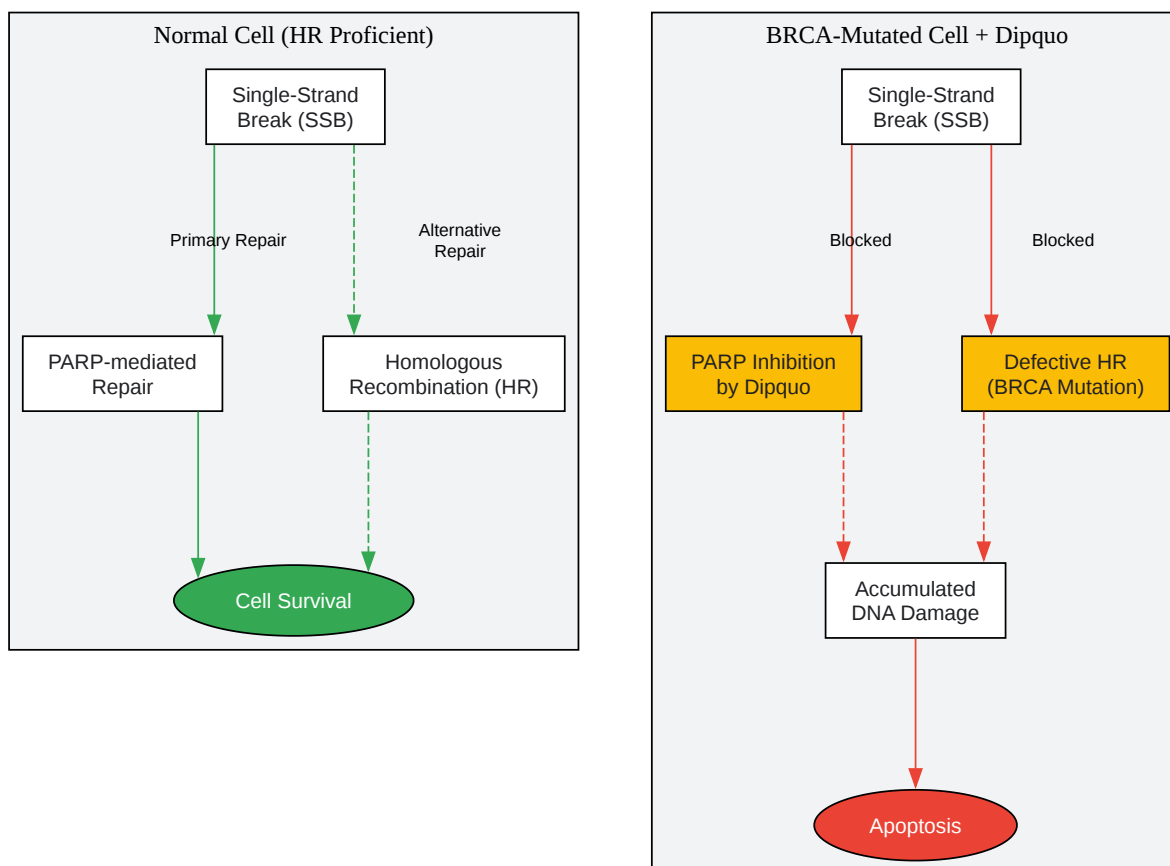 Normal Cell (HR Proficient)
Single-Strand
Break (SSB)
Primary Repair
Alternative
Repair
PARP-mediated
Repair
Homologous
Recombination (HR)
Cell Survival
BRCA-Mutated Cell + Dipquo
Single-Strand
Break (SSB)
Blocked
Blocked
PARP Inhibition
by Dipquo
Defective HR
(BRCA Mutation)
Accumulated
DNA Damage
Apoptosis